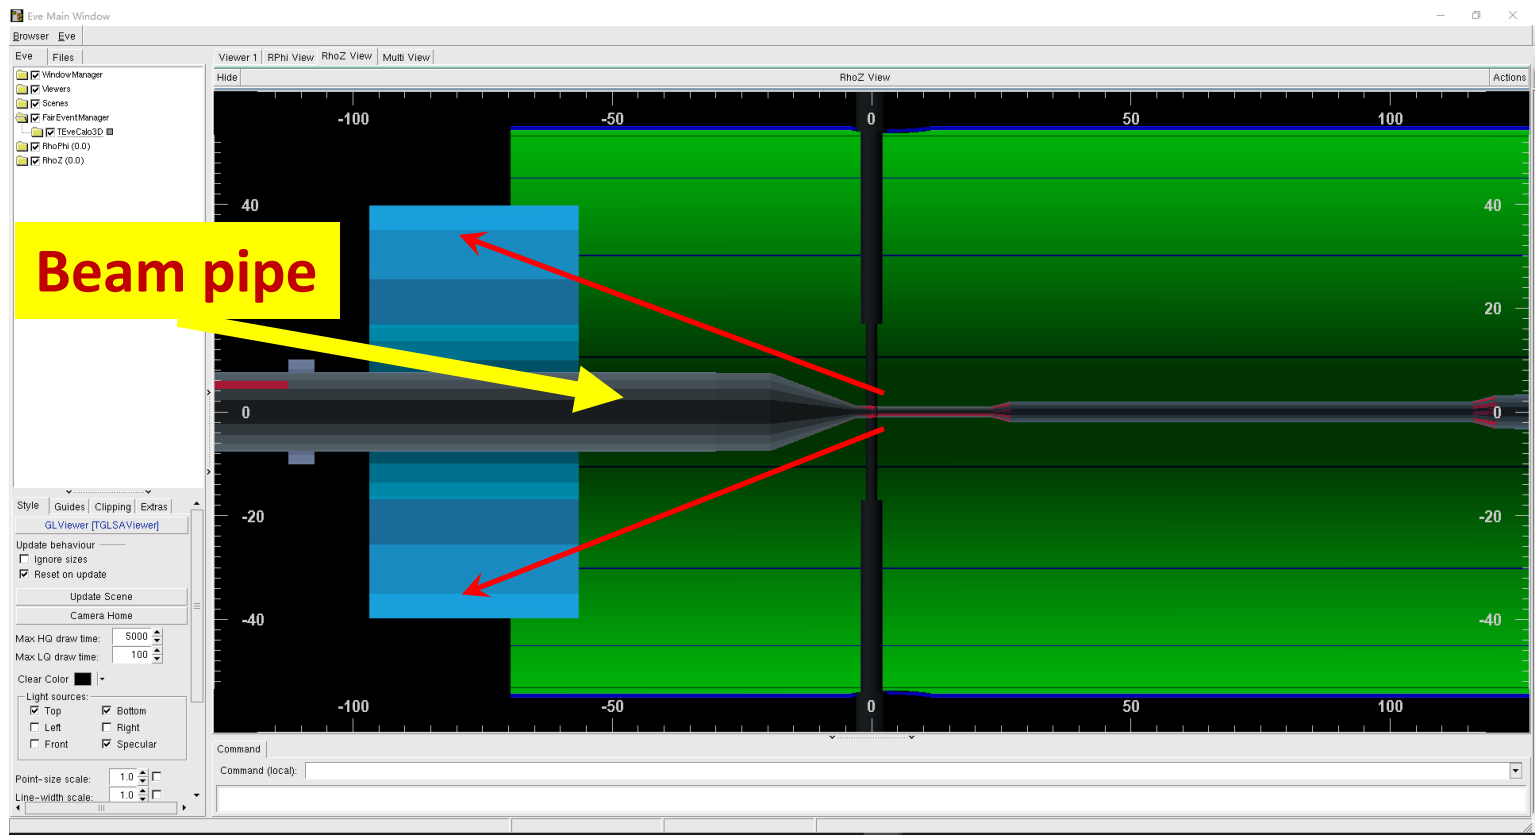 Eve Main Window
Browser Eve
Eve Files
Viewer 1 RPhi View RhoZ View Multi View
WindowManager
Viewers
Scenes
FairEventManager
TEveCalo3D
RhoPhi (0.0)
RhoZ (0.0)
Hide RhoZ View Actions
-100 -50 0 50 100
40 40
Beam pipe
20
0 0
-20 -20
-40 -40
-100 -50 0 50 100
Style Guides Clipping Extras
GLViewer [TGLSAViewer]
Update behaviour
Ignore sizes
Reset on update
Update Scene
Camera Home
Max HQ draw time: 5000
Max LQ draw time: 100
Clear Color
Light sources:
Top Bottom
Left Right
Front Specular
Point-size scale: 1.0
Line-width scale: 1.0
Command
Command (local):